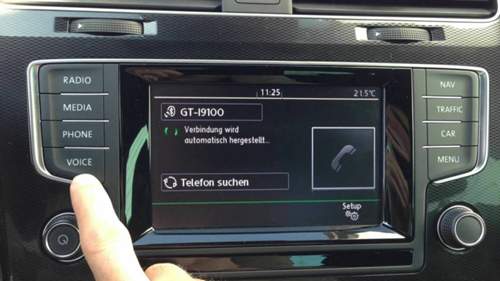 RADIO
MEDIA
PHONE
VOICE
11:25
21.5°C
GT-I9100
Verbindung wird
automatisch hergestellt...
Telefon suchen
Setup
NAV
TRAFFIC
CAR
MENU